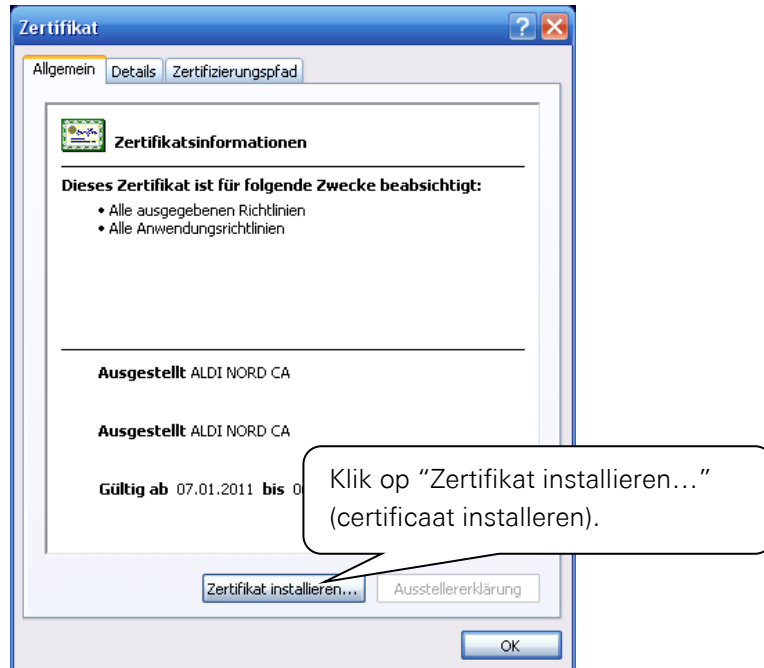 Zertifikat
Allgemein Details Zertifizierungspfad
Zertifikatsinformationen
Dieses Zertifikat ist für folgende Zwecke beabsichtigt:
• Alle ausgegebenen Richtlinien
• Alle Anwendungsrichtlinien
Ausgestellt ALDI NORD CA
Ausgestellt ALDI NORD CA
Gültig ab 07.01.2011 bis
Klik op “Zertifikat installieren…”
(certificaat installeren).
Zertifikat installieren... Ausstellererklärung
OK